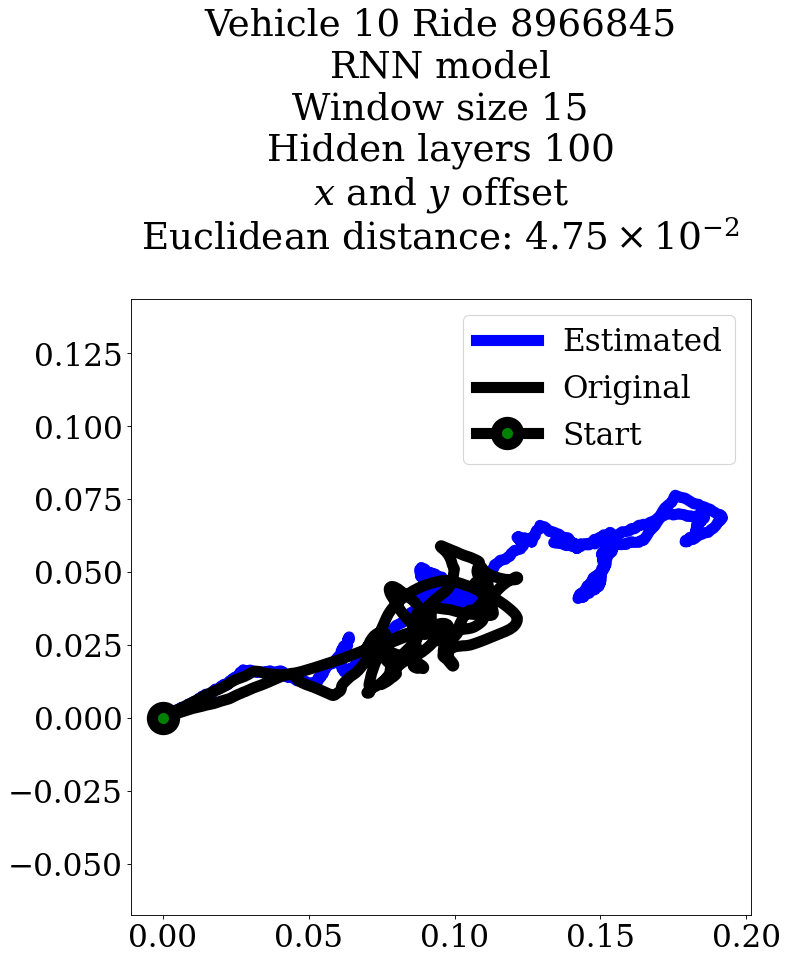 Vehicle 10 Ride 8966845
RNN model
Window size 15
Hidden layers 100
x and y offset
Euclidean distance: 4.75 × 10⁻²
Estimated
Original
Start
0.125
0.100
0.075
0.050
0.025
0.000
−0.025
−0.050
0.00 0.05 0.10 0.15 0.20